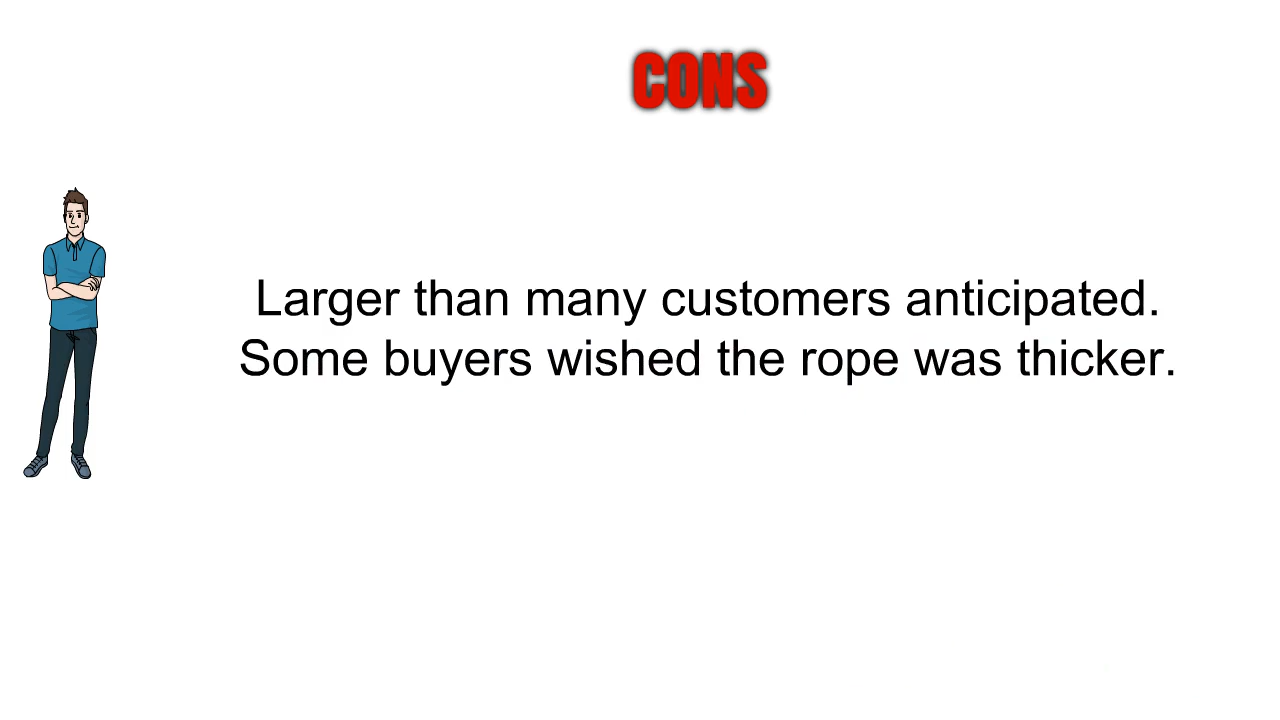 CONS
Larger than many customers anticipated.
Some buyers wished the rope was thicker.